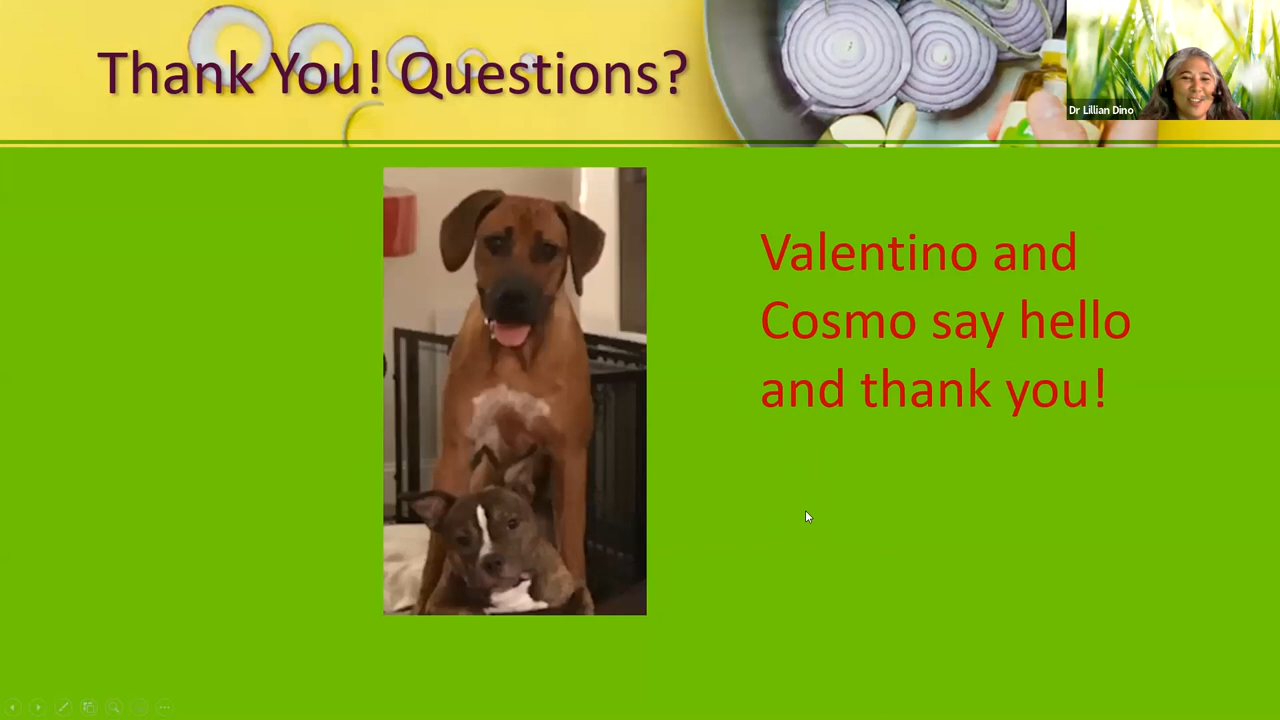 Thank You! Questions?
Dr Lillian Dino
Valentino and
Cosmo say hello
and thank you!